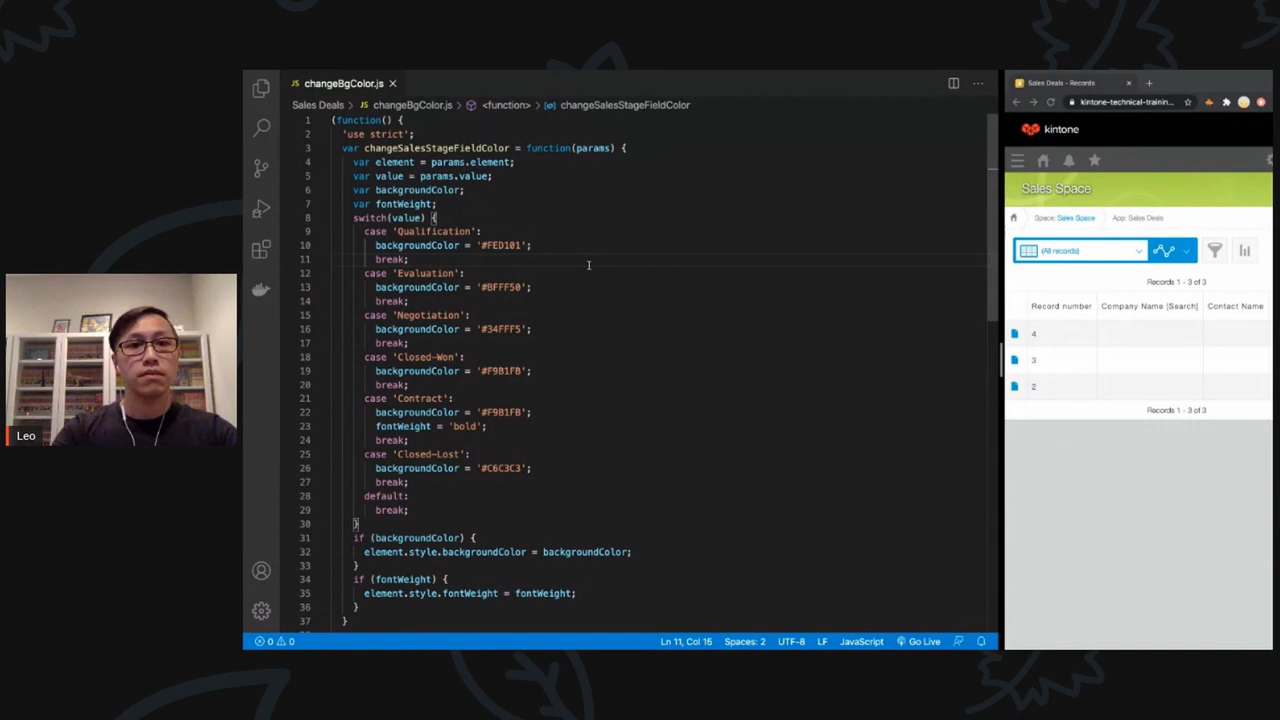 JS changeBgColor.js
Sales Deals > JS changeBgColor.js > <function> > changeSalesStageFieldColor
1 (function() {
2 'use strict';
3 var changeSalesStageFieldColor = function(params) {
4 var element = params.element;
5 var value = params.value;
6 var backgroundColor;
7 var fontWeight;
8 switch(value) {
9 case 'Qualification':
10 backgroundColor = '#FED101';
11 break;
12 case 'Evaluation':
13 backgroundColor = '#BFFF50';
14 break;
15 case 'Negotiation':
16 backgroundColor = '#34FFF5';
17 break;
18 case 'Closed-Won':
19 backgroundColor = '#F9B1FB';
20 break;
21 case 'Contract':
22 backgroundColor = '#F9B1FB';
23 fontWeight = 'bold';
24 break;
25 case 'Closed-Lost':
26 backgroundColor = '#C6C3C3';
27 break;
28 default:
29 break;
30 }
31 if (backgroundColor) {
32 element.style.backgroundColor = backgroundColor;
33 }
34 if (fontWeight) {
35 element.style.fontWeight = fontWeight;
36 }
37 }
0 0 Ln 11, Col 15 Spaces: 2 UTF-8 LF JavaScript Go Live
Leo
Sales Deals - Records
kintone-technical-trainin...
kintone
Sales Space
Space: Sales Space App: Sales Deals
(All records)
Records 1 - 3 of 3
Record number Company Name [Search] Contact Name
4
3
2
Records 1 - 3 of 3